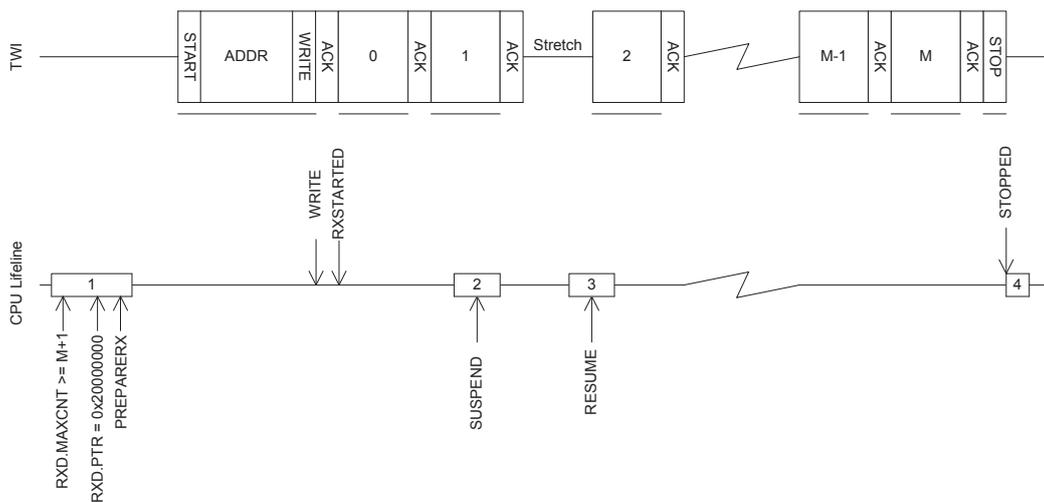 TWI
START
ADDR
WRITE
ACK
0
ACK
1
ACK
Stretch
2
ACK
M-1
ACK
M
ACK
STOP
WRITE
RXSTARTED
STOPPED
CPU Lifeline
1
2
3
4
RXD.MAXCNT >= M+1
RXD.PTR = 0x20000000
PREPARERX
SUSPEND
RESUME